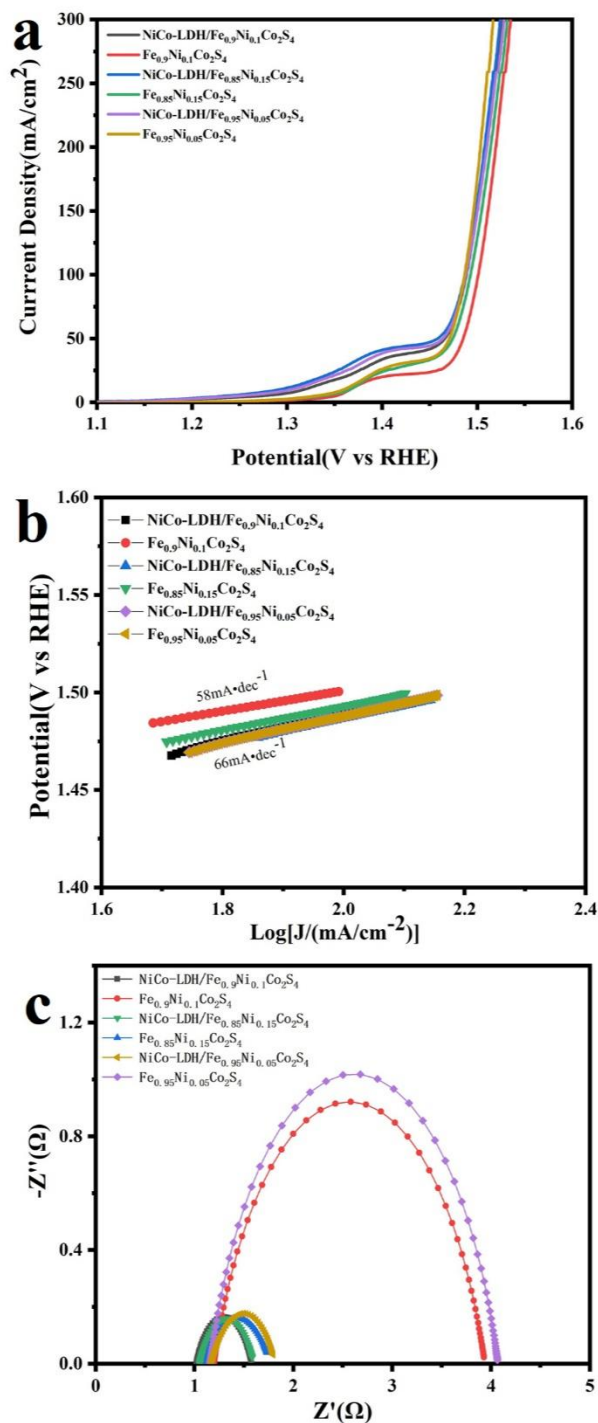 a
NiCo-LDH/Fe0.9Ni0.1Co2S4
Fe0.9Ni0.1Co2S4
NiCo-LDH/Fe0.85Ni0.15Co2S4
Fe0.85Ni0.15Co2S4
NiCo-LDH/Fe0.95Ni0.05Co2S4
Fe0.95Ni0.05Co2S4
Currrent Density(mA/cm²)
300
250
200
150
100
50
0
1.1 1.2 1.3 1.4 1.5 1.6
Potential(V vs RHE)
b
NiCo-LDH/Fe0.9Ni0.1Co2S4
Fe0.9Ni0.1Co2S4
NiCo-LDH/Fe0.85Ni0.15Co2S4
Fe0.85Ni0.15Co2S4
NiCo-LDH/Fe0.95Ni0.05Co2S4
Fe0.95Ni0.05Co2S4
Potential(V vs RHE)
1.60
1.55
1.50
1.45
1.40
58mA•dec⁻¹
66mA•dec⁻¹
1.6 1.8 2.0 2.2 2.4
Log[J/(mA/cm⁻²)]
c
NiCo-LDH/Fe0.9Ni0.1Co2S4
Fe0.9Ni0.1Co2S4
NiCo-LDH/Fe0.85Ni0.15Co2S4
Fe0.85Ni0.15Co2S4
NiCo-LDH/Fe0.95Ni0.05Co2S4
Fe0.95Ni0.05Co2S4
-Z''(Ω)
1.2
0.8
0.4
0.0
0 1 2 3 4 5
Z'(Ω)